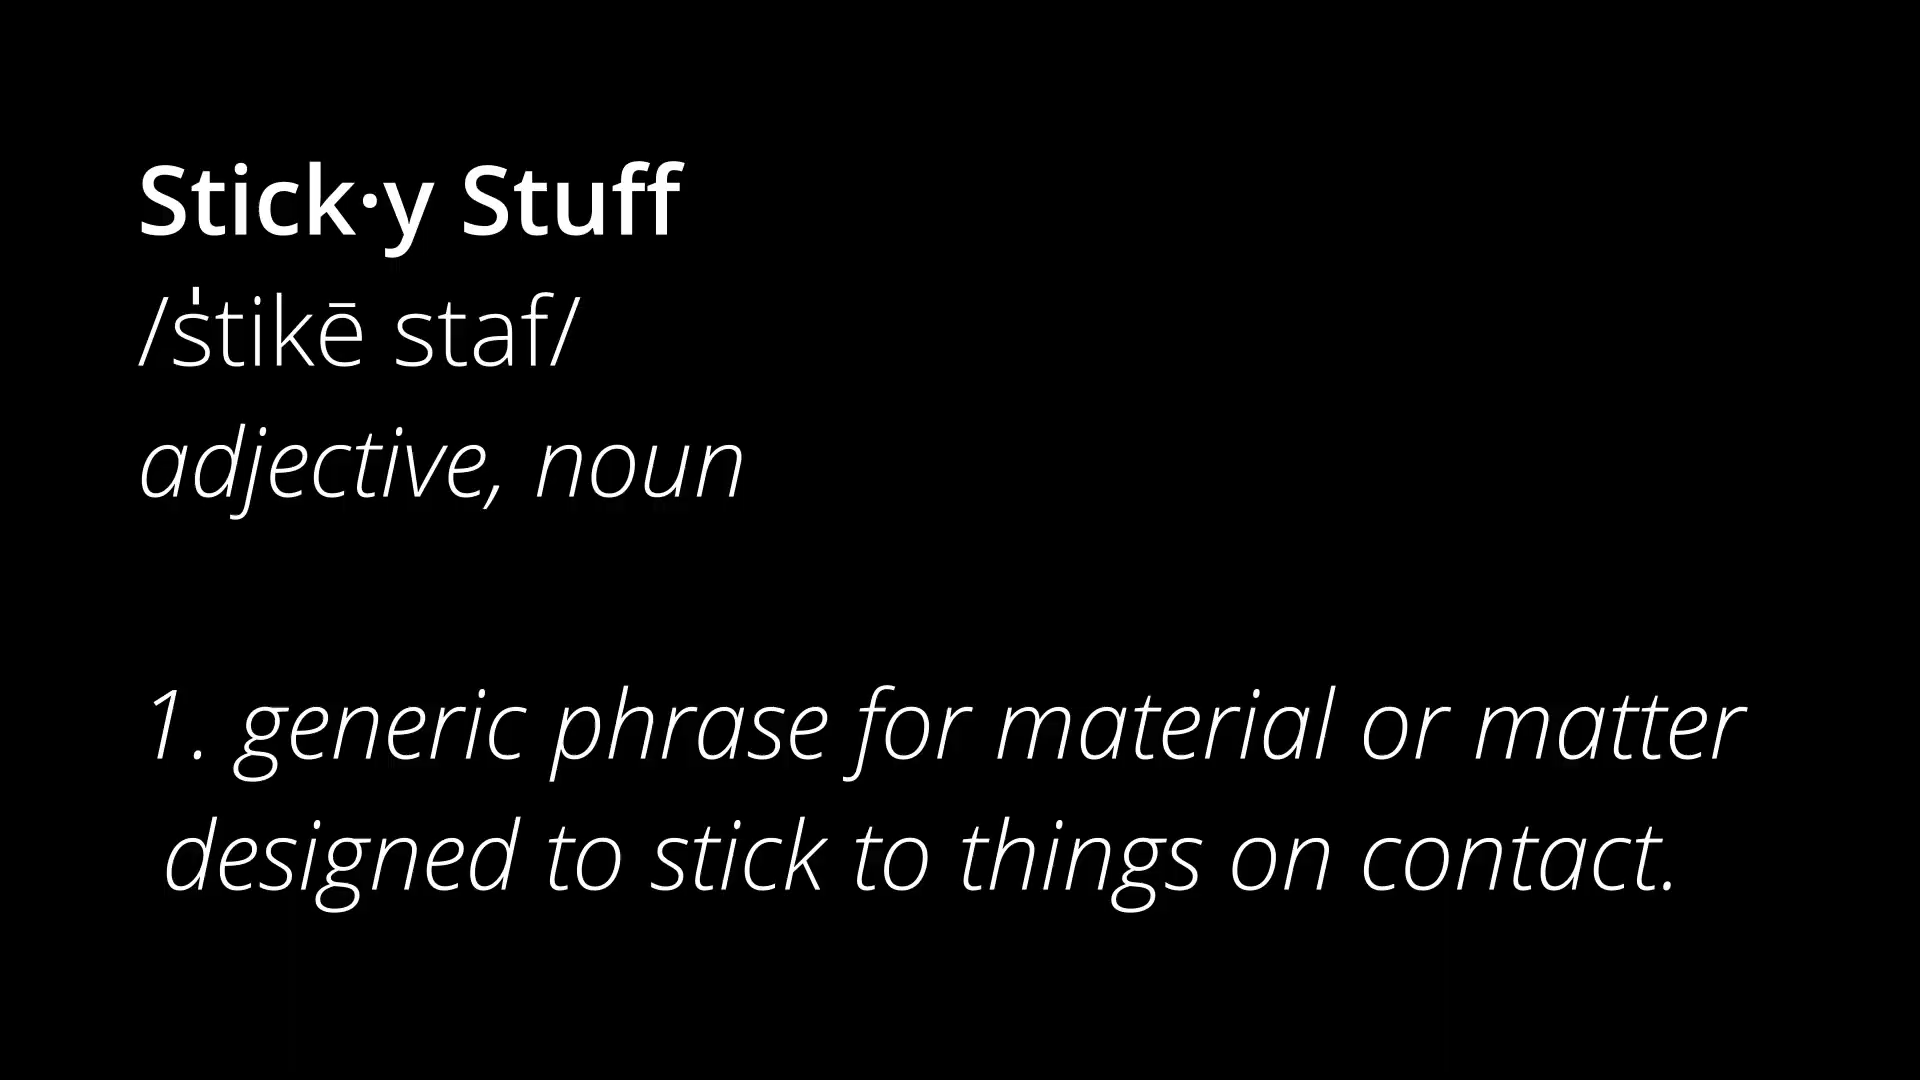 Stick·y Stuff
/s̍tikē staf/
adjective, noun
1. generic phrase for material or matter
designed to stick to things on contact.